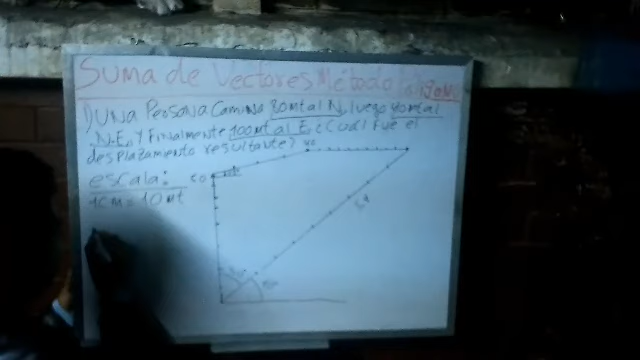 Suma de Vectores Método
1) Una Persona Camina 80mt al N, luego 40mt al
N-E, Y Finalmente 100mt al E, ¿Cual Fue el
desplazamiento resultante?
escala:
1cm = 10mt